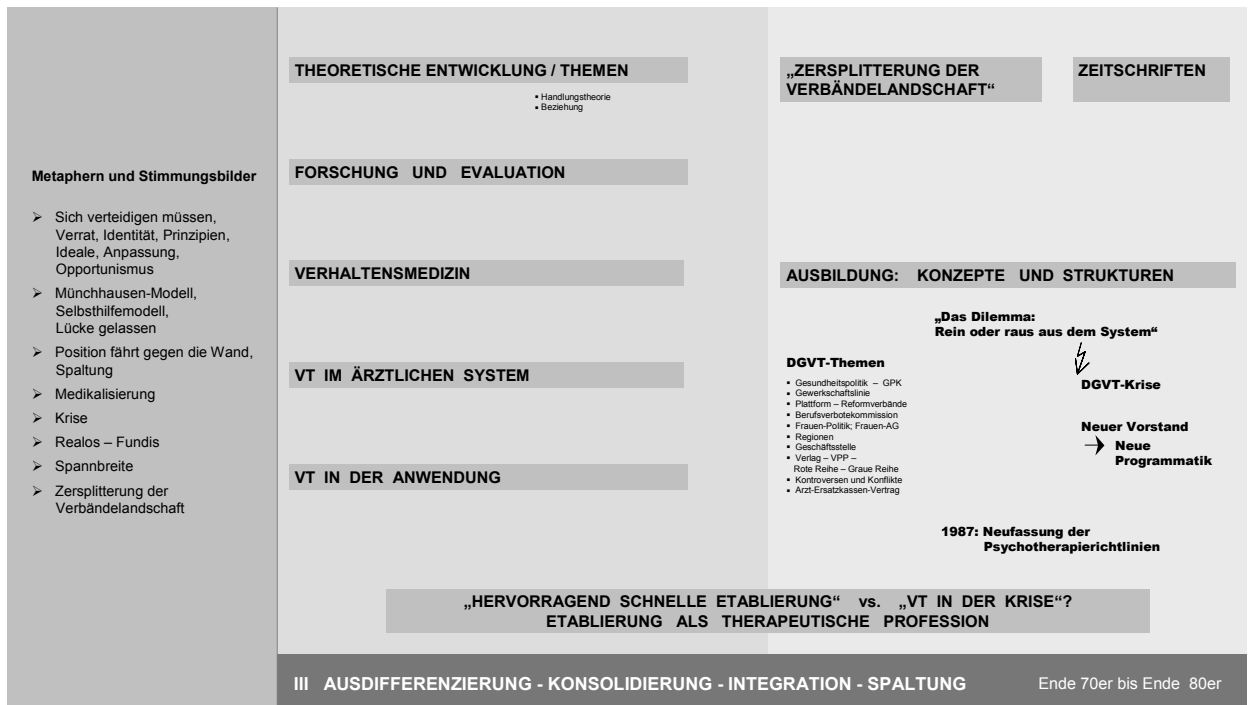 Metaphern und Stimmungsbilder
➢ Sich verteidigen müssen,
Verrat, Identität, Prinzipien,
Ideale, Anpassung,
Opportunismus
➢ Münchhausen-Modell,
Selbsthilfemodell,
Lücke gelassen
➢ Position fährt gegen die Wand,
Spaltung
➢ Medikalisierung
➢ Krise
➢ Realos – Fundis
➢ Spannbreite
➢ Zersplitterung der
Verbändelandschaft
THEORETISCHE ENTWICKLUNG / THEMEN
▪ Handlungstheorie
▪ Beziehung
FORSCHUNG UND EVALUATION
VERHALTENSMEDIZIN
VT IM ÄRZTLICHEN SYSTEM
VT IN DER ANWENDUNG
„ZERSPLITTERUNG DER
VERBÄNDELANDSCHAFT“
ZEITSCHRIFTEN
AUSBILDUNG: KONZEPTE UND STRUKTUREN
„Das Dilemma:
Rein oder raus aus dem System“
DGVT-Themen
▪ Gesundheitspolitik – GPK
▪ Gewerkschaftslinie
▪ Plattform – Reformverbände
▪ Berufsverbotekommission
▪ Frauen-Politik; Frauen-AG
▪ Regionen
▪ Geschäftsstelle
▪ Verlag – VPP –
Rote Reihe – Graue Reihe
▪ Kontroversen und Konflikte
▪ Arzt-Ersatzkassen-Vertrag
DGVT-Krise
Neuer Vorstand
→ Neue
Programmatik
1987: Neufassung der
Psychotherapierichtlinien
„HERVORRAGEND SCHNELLE ETABLIERUNG“ vs. „VT IN DER KRISE“?
ETABLIERUNG ALS THERAPEUTISCHE PROFESSION
III AUSDIFFERENZIERUNG - KONSOLIDIERUNG - INTEGRATION - SPALTUNG
Ende 70er bis Ende 80er